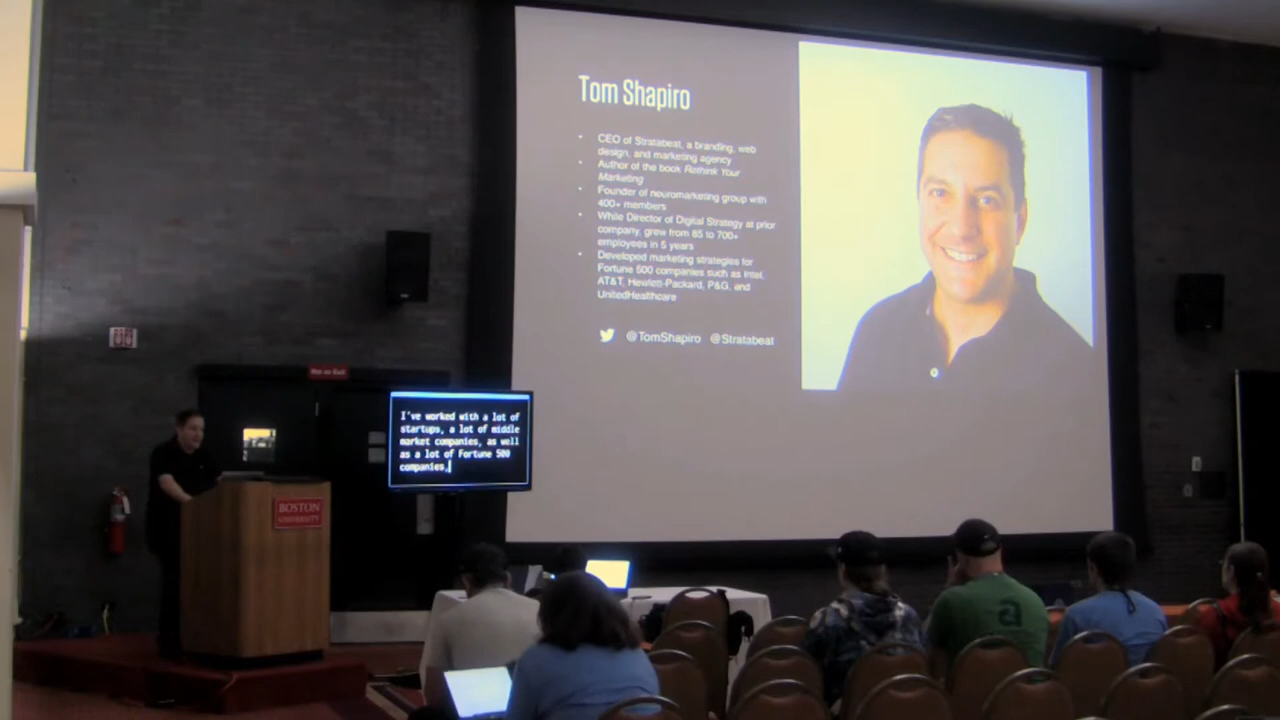 Tom Shapiro
CEO of Stratabeat, a branding, web
design, and marketing agency
Author of the book Rethink Your
Marketing
Founder of neuromarketing group with
400+ members
While Director of Digital Strategy at prior
company, grew from 85 to 700+
employees in 5 years
Developed marketing strategies for
Fortune 500 companies such as Intel,
AT&T, Hewlett-Packard, P&G, and
UnitedHealthcare
@TomShapiro @Stratabeat
Not an Exit
I've worked with a lot of
startups, a lot of middle
market companies, as well
as a lot of Fortune 500
companies,
BOSTON
UNIVERSITY
a